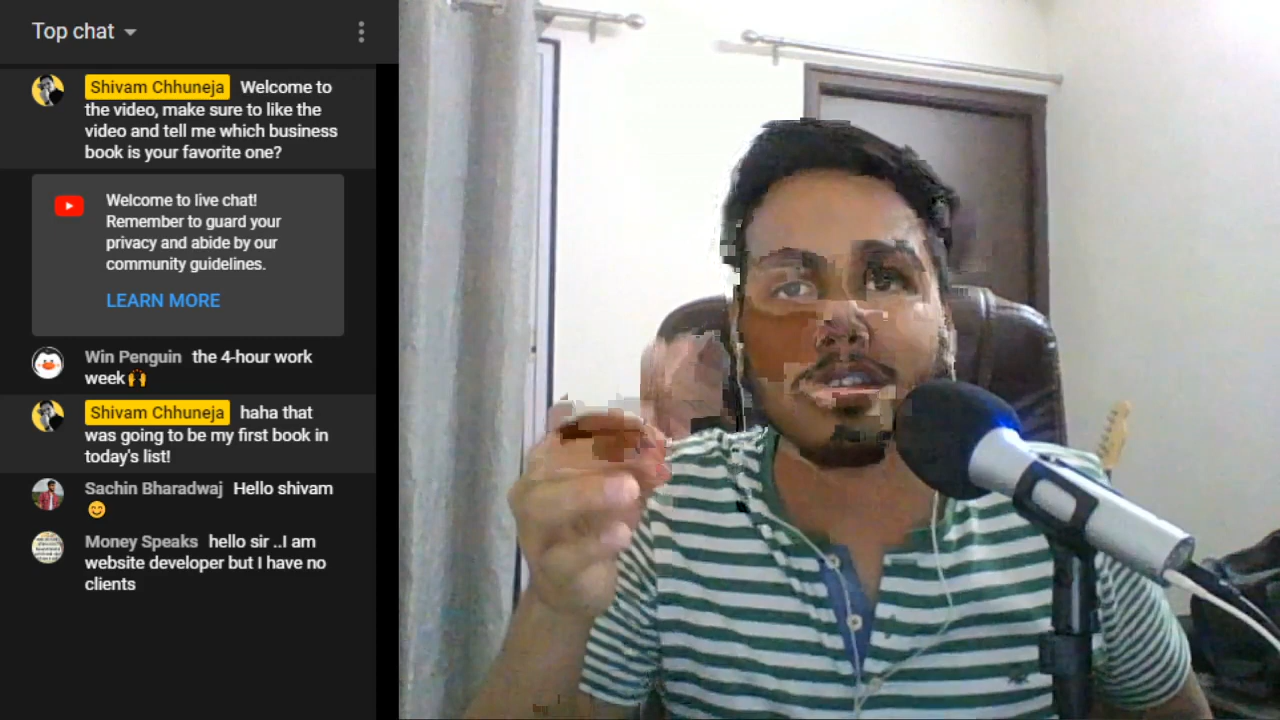 Top chat
Shivam Chhuneja Welcome to
the video, make sure to like the
video and tell me which business
book is your favorite one?
Welcome to live chat!
Remember to guard your
privacy and abide by our
community guidelines.
LEARN MORE
Win Penguin the 4-hour work
week🙌
Shivam Chhuneja haha that
was going to be my first book in
today's list!
Sachin Bharadwaj Hello shivam
😊
Money Speaks hello sir ..I am
website developer but I have no
clients